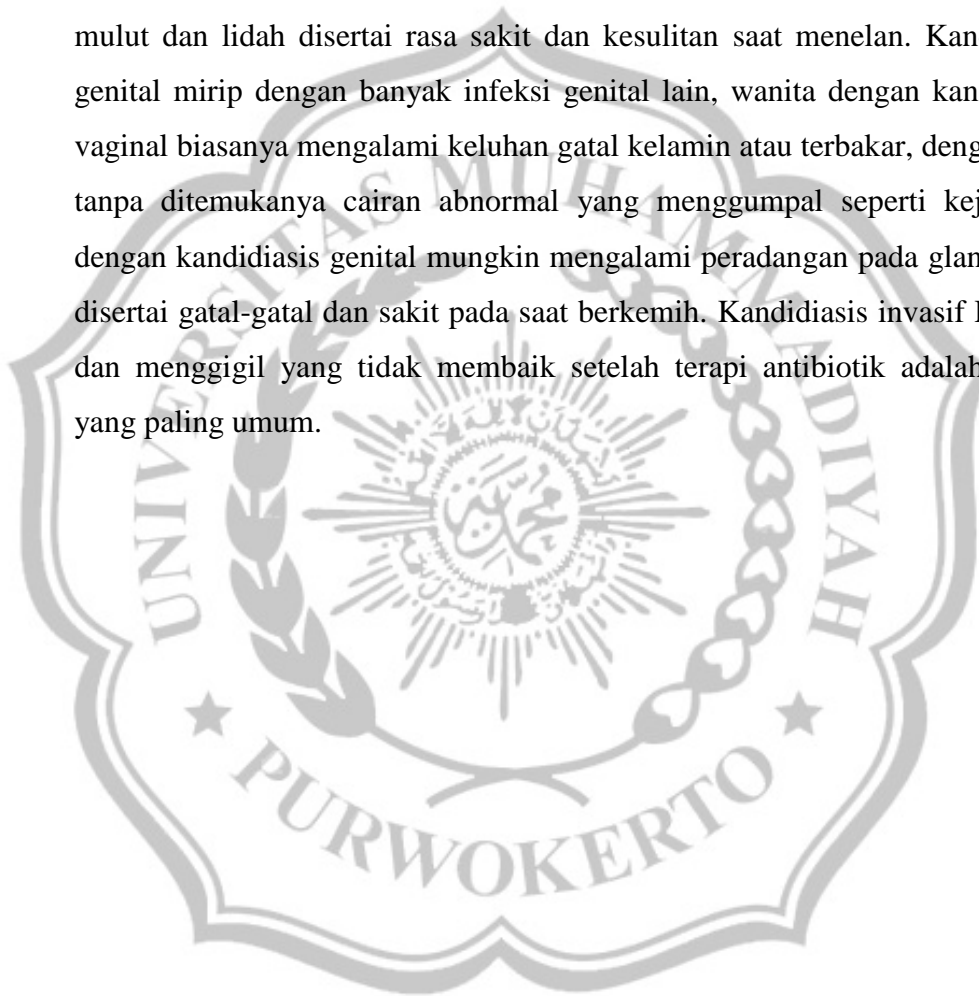 mulut dan lidah disertai rasa sakit dan kesulitan saat menelan. Kan
genital mirip dengan banyak infeksi genital lain, wanita dengan kan
vaginal biasanya mengalami keluhan gatal kelamin atau terbakar, deng
tanpa ditemukanya cairan abnormal yang menggumpal seperti kej
dengan kandidiasis genital mungkin mengalami peradangan pada glan
disertai gatal-gatal dan sakit pada saat berkemih. Kandidiasis invasif
dan menggigil yang tidak membaik setelah terapi antibiotik adalah
yang paling umum.
UNIVERSITAS MUHAMMADIYAH
PURWOKERTO